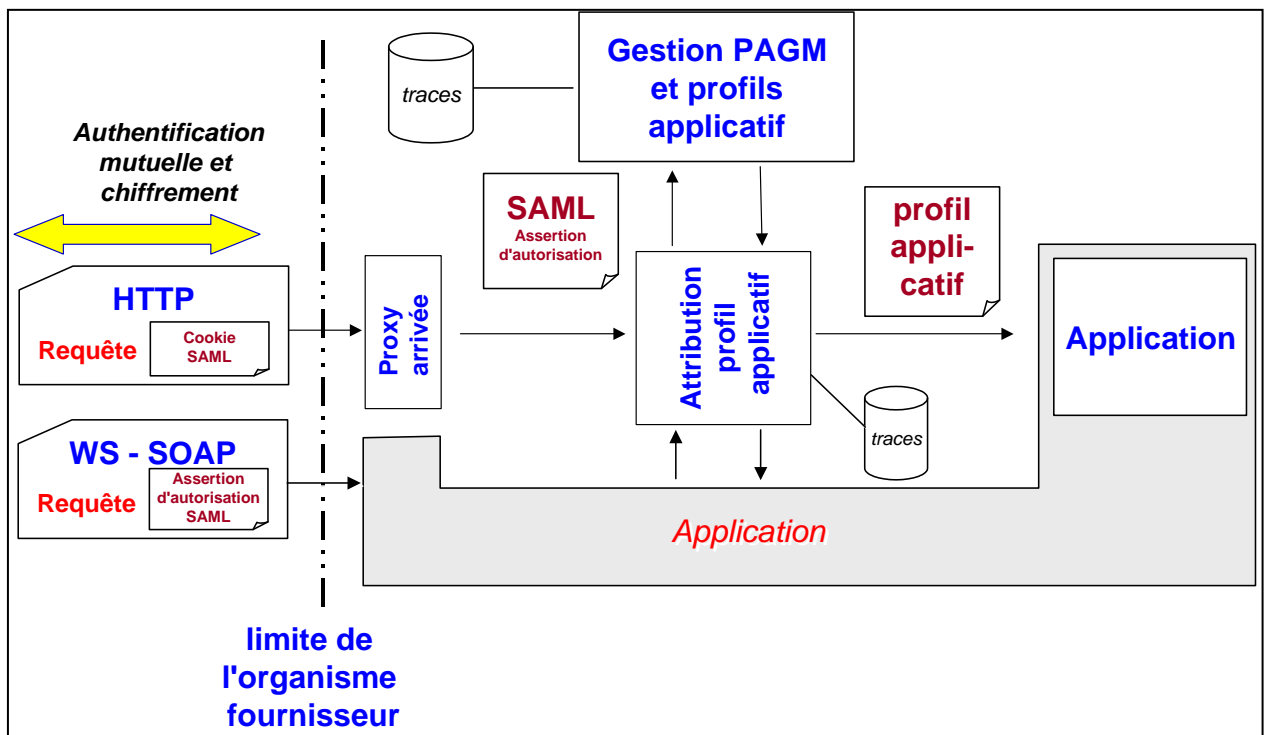 Gestion PAGM
et profils
applicatif
traces
Authentification
mutuelle et
chiffrement
SAML
Assertion
d'autorisation
profil
appli-
catif
HTTP
Requête
Cookie
SAML
Proxy
arrivée
Attribution
profil
applicatif
Application
traces
WS - SOAP
Requête
Assertion
d'autorisation
SAML
Application
limite de
l'organisme
fournisseur